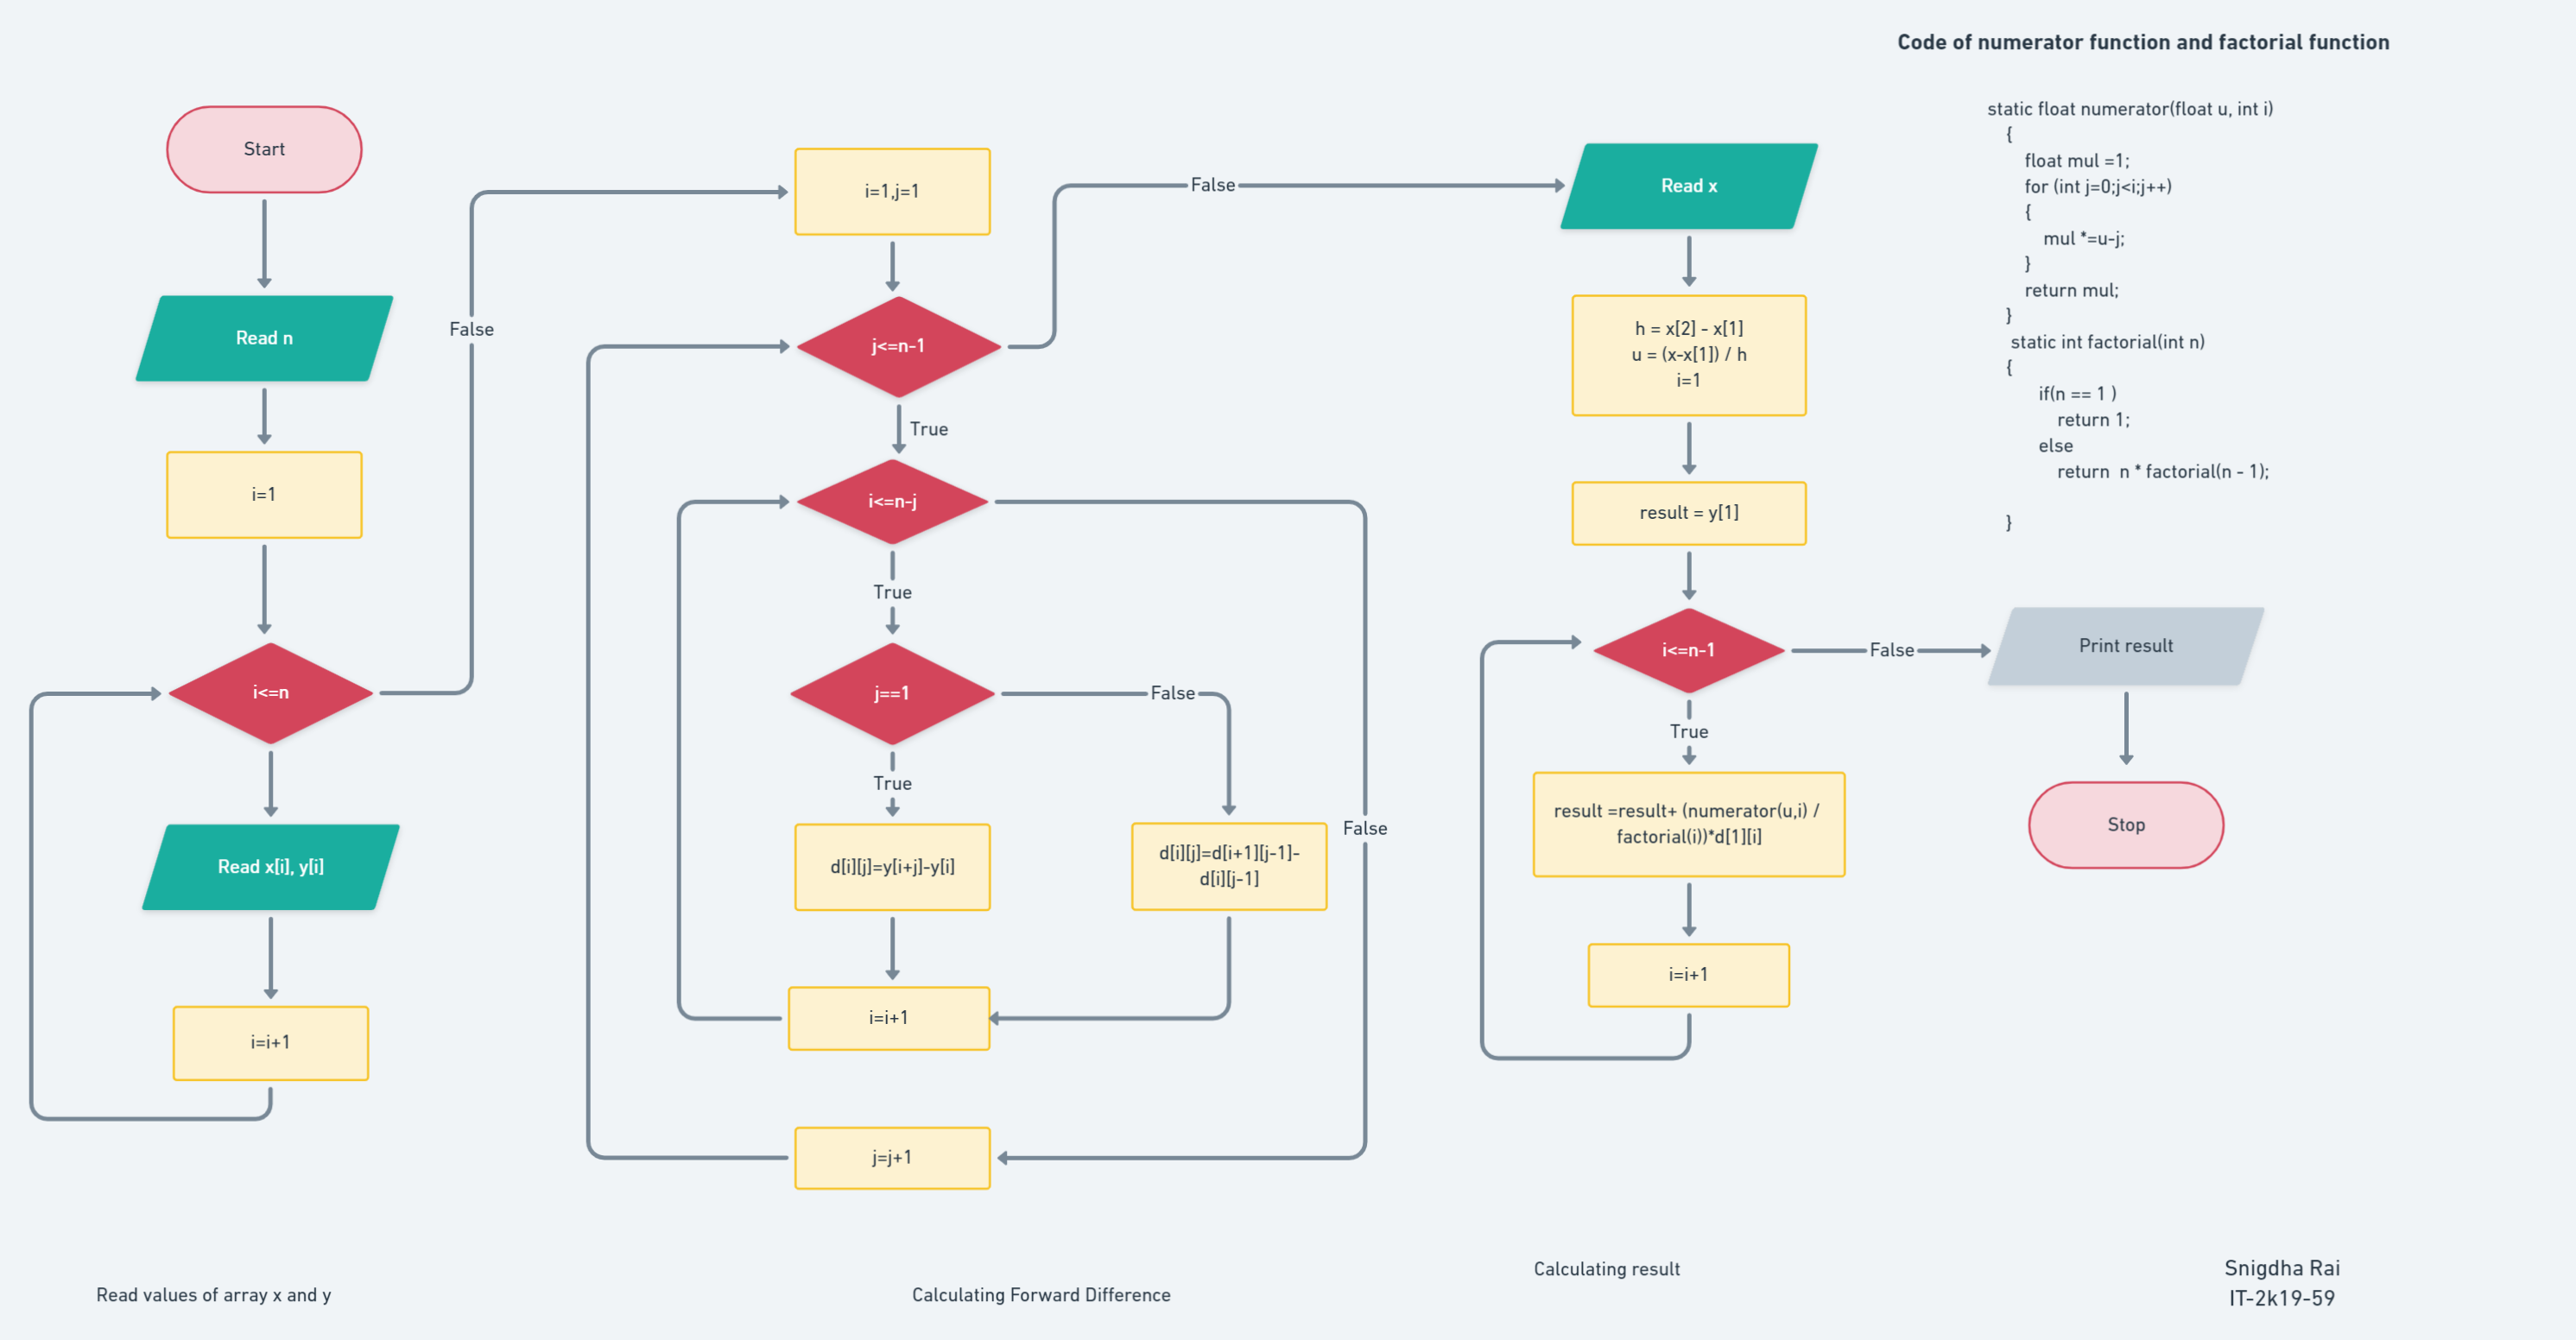 Code of numerator function and factorial function
Start
Read n
i=1
i<=n
False
Read x[i], y[i]
i=i+1
Read values of array x and y
i=1,j=1
j<=n-1
False
True
i<=n-j
True
False
j==1
False
True
d[i][j]=y[i+j]-y[i]
d[i][j]=d[i+1][j-1]-
d[i][j-1]
i=i+1
j=j+1
Calculating Forward Difference
Read x
h = x[2] - x[1]
u = (x-x[1]) / h
i=1
result = y[1]
i<=n-1
False
True
result =result+ (numerator(u,i) /
factorial(i))*d[1][i]
i=i+1
Calculating result
static float numerator(float u, int i)
{
float mul =1;
for (int j=0;j<i;j++)
{
mul *=u-j;
}
return mul;
}
static int factorial(int n)
{
if(n == 1 )
return 1;
else
return  n * factorial(n - 1);
}
Print result
Stop
Snigdha Rai
IT-2k19-59